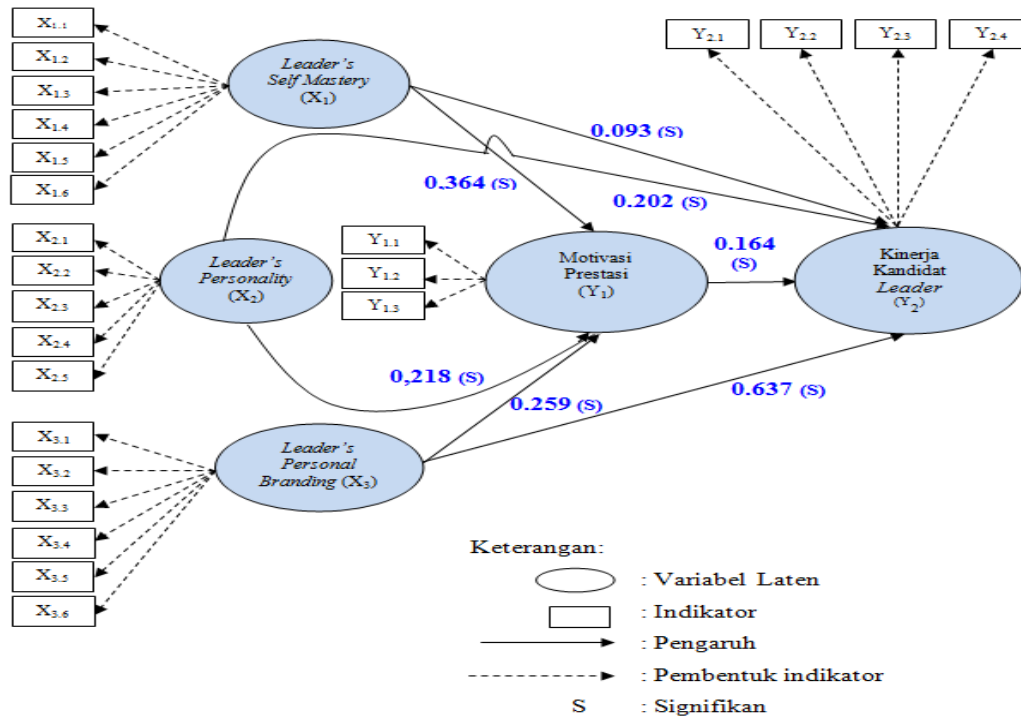 X₁.₁
X₁.₂
X₁.₃
X₁.₄
X₁.₅
X₁.₆
Leader's
Self Mastery
(X₁)
Y₂.₁
Y₂.₂
Y₂.₃
Y₂.₄
0.093 (S)
0,364 (S)
0.202 (S)
X₂.₁
X₂.₂
X₂.₃
X₂.₄
X₂.₅
Leader's
Personality
(X₂)
Y₁.₁
Y₁.₂
Y₁.₃
Motivasi
Prestasi
(Y₁)
0.164
(S)
Kinerja
Kandidat
Leader
(Y₂)
0,218 (S)
0.259 (S)
0.637 (S)
X₃.₁
X₃.₂
X₃.₃
X₃.₄
X₃.₅
X₃.₆
Leader's
Personal
Branding (X₃)
Keterangan:
: Variabel Laten
: Indikator
: Pengaruh
: Pembentuk indikator
S : Signifikan